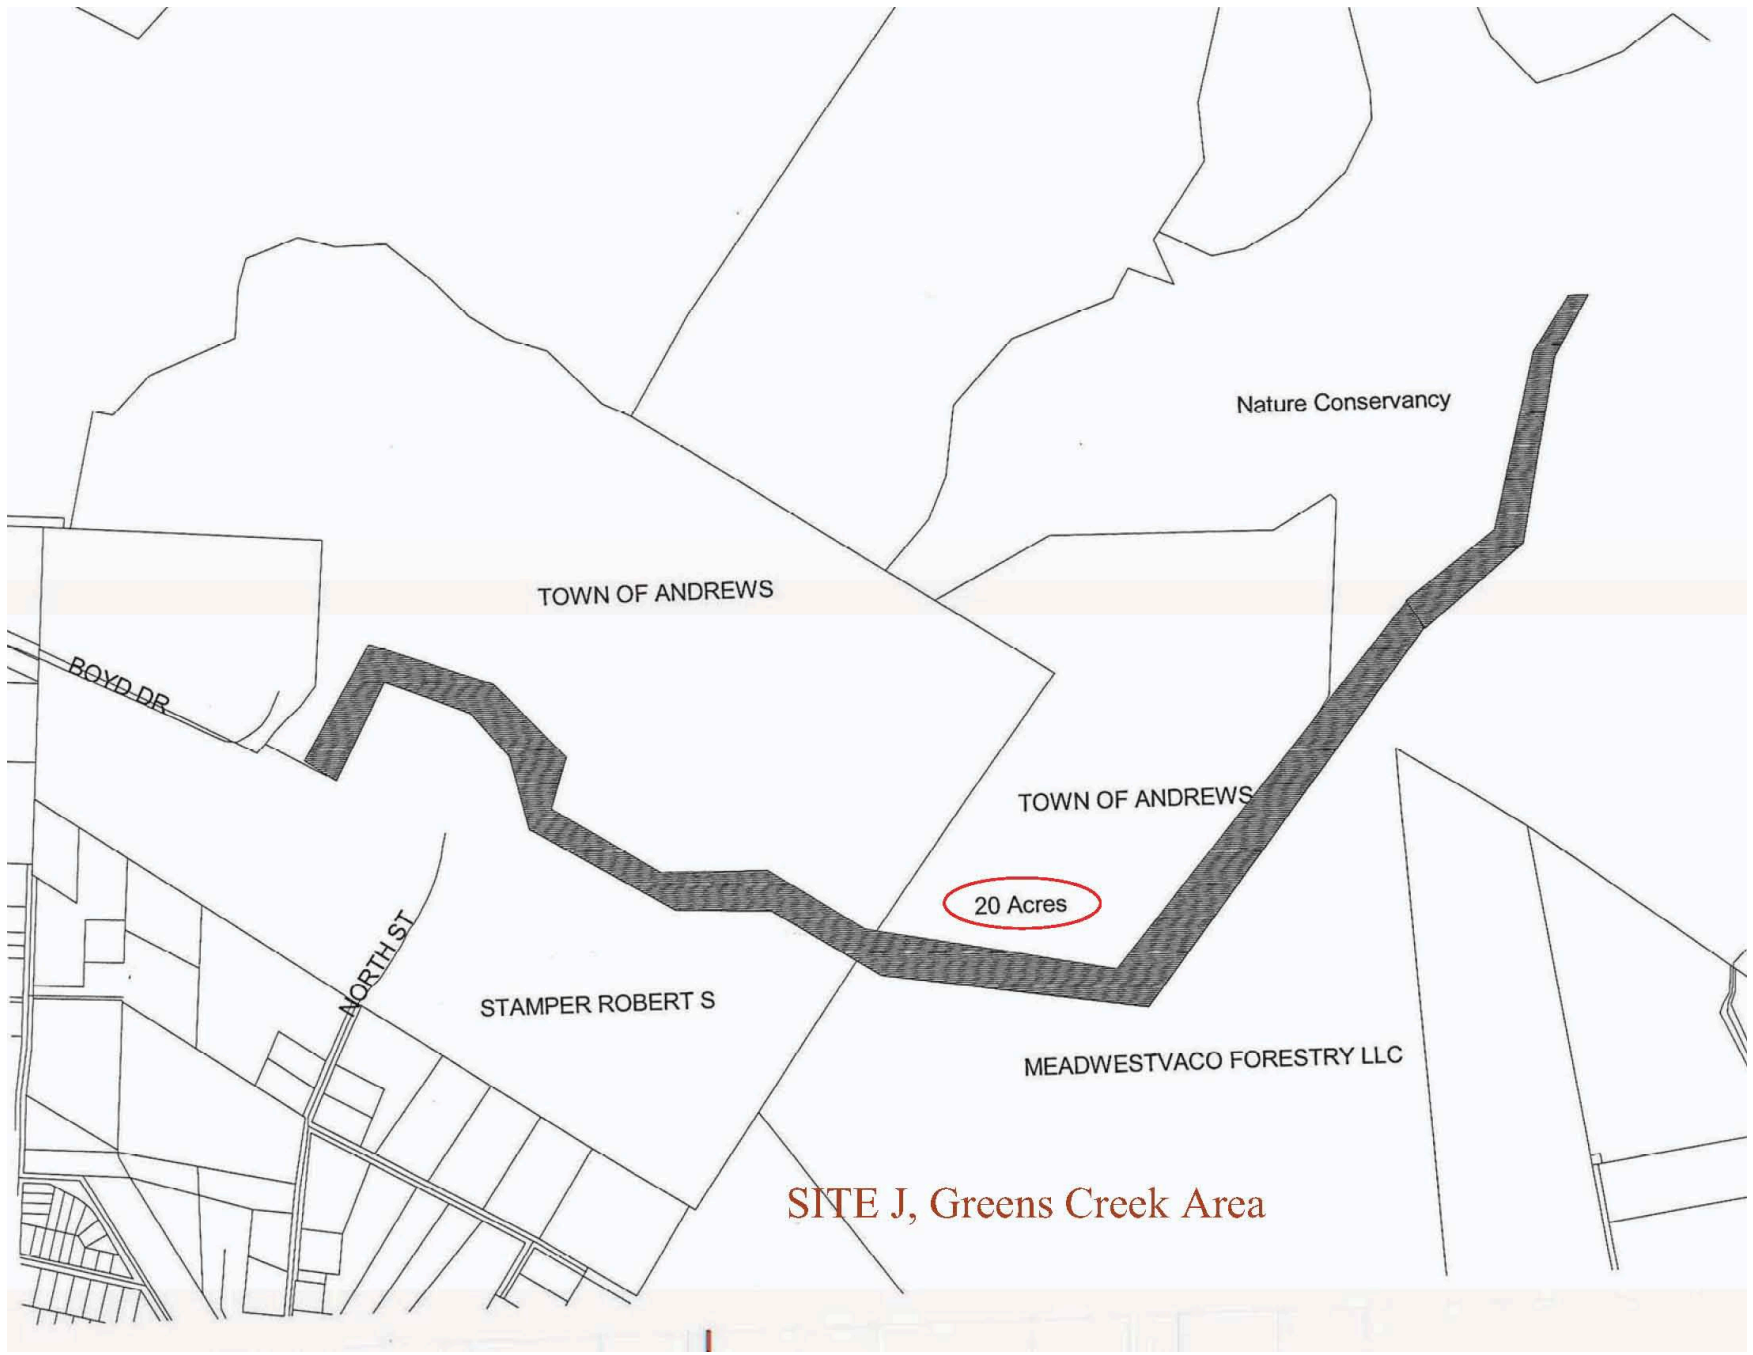 Nature Conservancy
TOWN OF ANDREWS
BOYD DR
TOWN OF ANDREWS
20 Acres
NORTH ST
STAMPER ROBERT S
MEADWESTVACO FORESTRY LLC
SITE J, Greens Creek Area